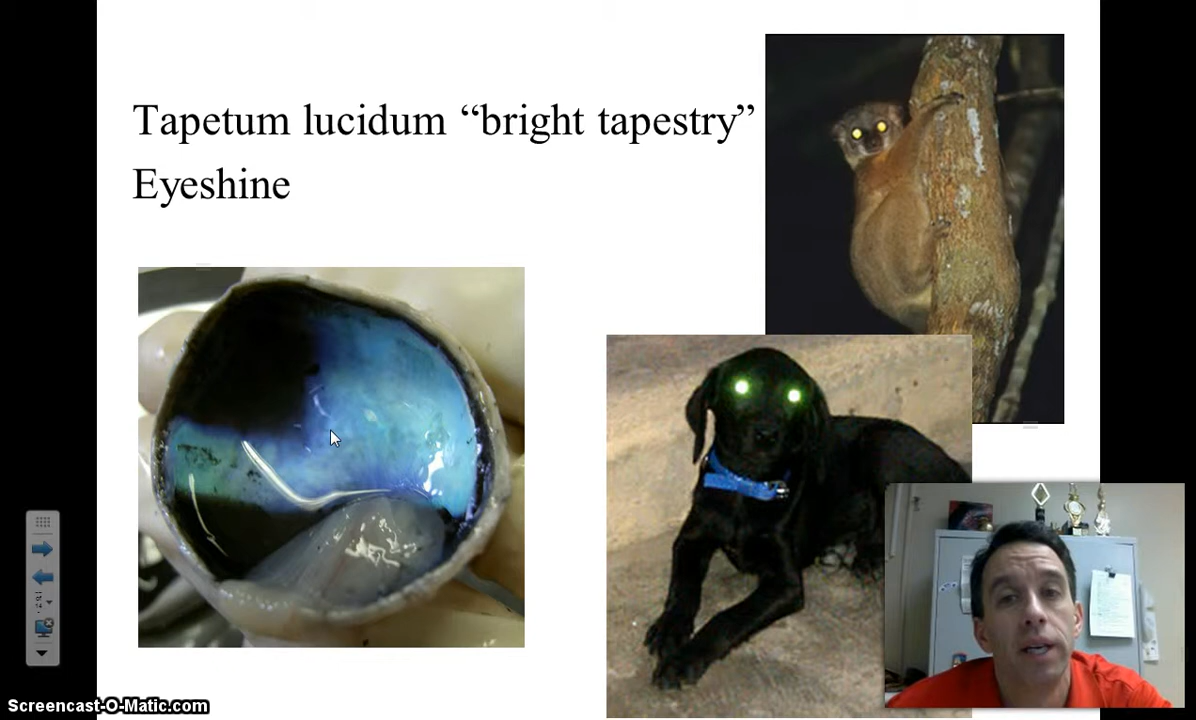 Tapetum lucidum “bright tapestry”
Eyeshine
Screencast-O-Matic.com